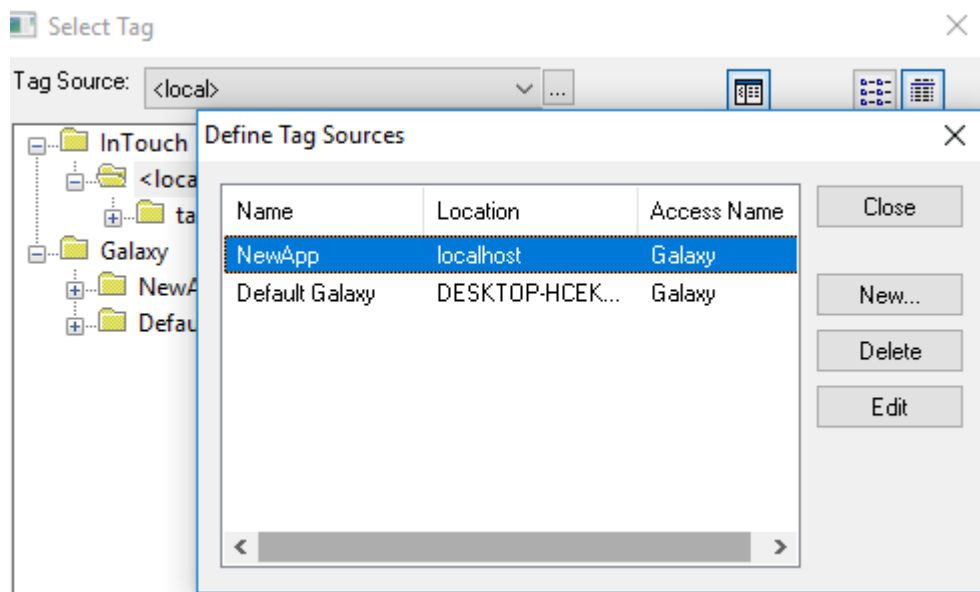 Select Tag
Tag Source: <local> ...
InTouch
<loca
ta
Galaxy
NewA
Defau
Define Tag Sources
Name Location Access Name
NewApp localhost Galaxy
Default Galaxy DESKTOP-HCEK... Galaxy
Close
New...
Delete
Edit